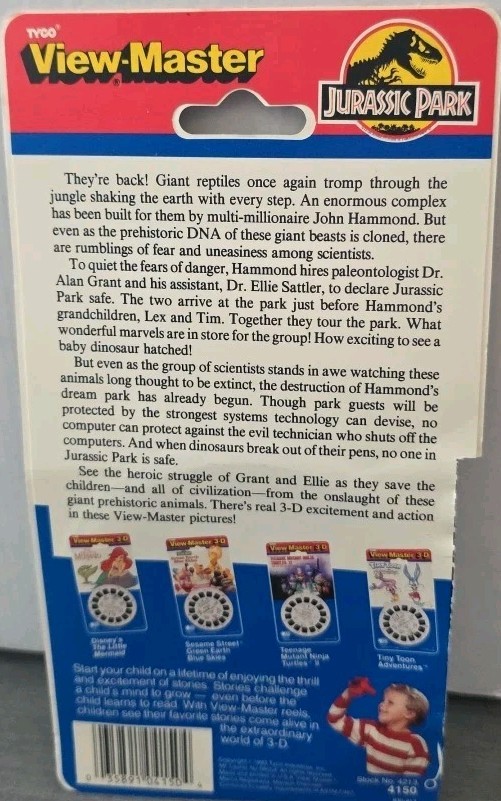 TYCO®
View-Master®
JURASSIC PARK
They're back! Giant reptiles once again tromp through the
jungle shaking the earth with every step. An enormous complex
has been built for them by multi-millionaire John Hammond. But
even as the prehistoric DNA of these giant beasts is cloned, there
are rumblings of fear and uneasiness among scientists.
To quiet the fears of danger, Hammond hires paleontologist Dr.
Alan Grant and his assistant, Dr. Ellie Sattler, to declare Jurassic
Park safe. The two arrive at the park just before Hammond's
grandchildren, Lex and Tim. Together they tour the park. What
wonderful marvels are in store for the group! How exciting to see a
baby dinosaur hatched!
But even as the group of scientists stands in awe watching these
animals long thought to be extinct, the destruction of Hammond's
dream park has already begun. Though park guests will be
protected by the strongest systems technology can devise, no
computer can protect against the evil technician who shuts off the
computers. And when dinosaurs break out of their pens, no one in
Jurassic Park is safe.
See the heroic struggle of Grant and Ellie as they save the
children—and all of civilization—from the onslaught of these
giant prehistoric animals. There's real 3-D excitement and action
in these View-Master pictures!
View-Master 3-D
View-Master 3-D
View-Master 3-D
View-Master 3-D
Disney's
The Little
Mermaid
Sesame Street
Green Earth
Blue Skies
Teenage
Mutant Ninja
Turtles™ II
Tiny Toon
Adventures™
Start your child on a lifetime of enjoying the thrill
and excitement of stories. Stories challenge
a child's mind to grow — even before the
child learns to read. With View-Master reels,
children see their favorite stories come alive in
the extraordinary
world of 3-D.
Stock No. 4213
4150